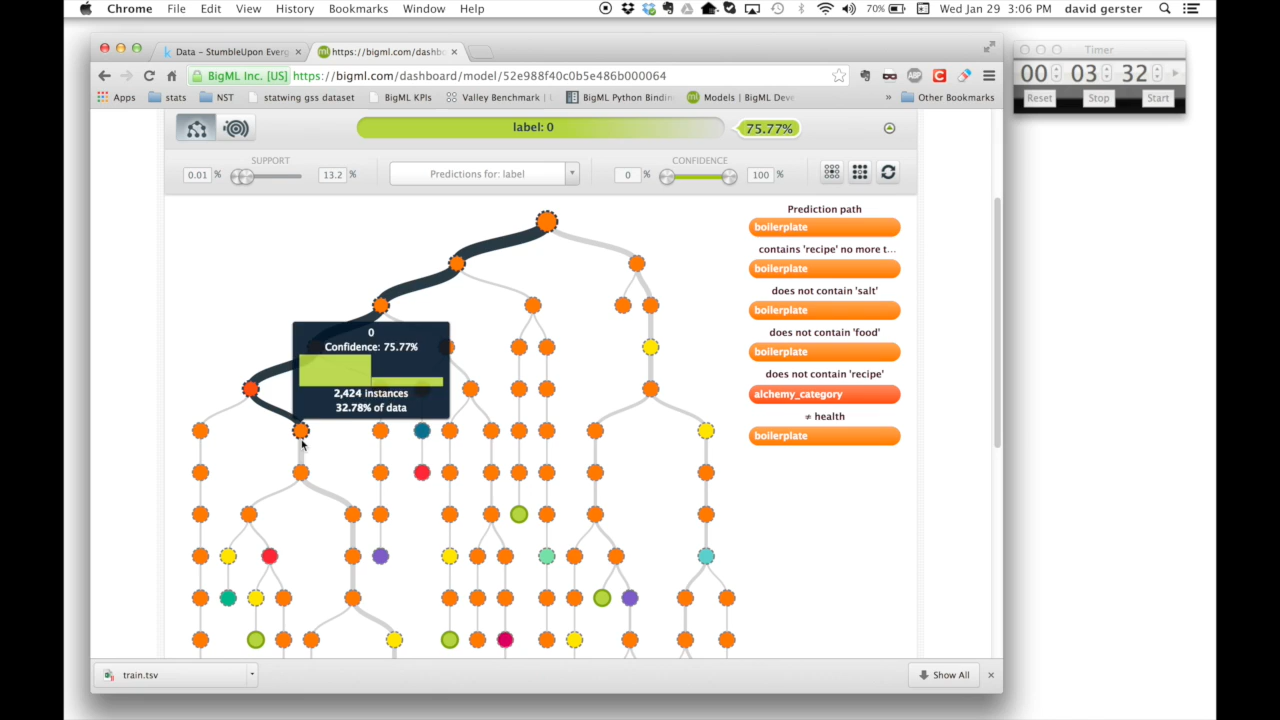 Chrome File Edit View History Bookmarks Window Help 70% Wed Jan 29 3:06 PM david gerster
Data – StumbleUpon Everg https://bigml.com/dashbo
Timer
00 03 32
Reset Stop Start
BigML Inc. [US] https://bigml.com/dashboard/model/52e988f40c0b5e486b000064
Apps stats NST statwing gss dataset BigML KPIs Valley Benchmark | BigML Python Bindin Models | BigML Deve » Other Bookmarks
label: 0 75.77%
SUPPORT CONFIDENCE
0.01 % 13.2 % Predictions for: label 0 % 100 %
Prediction path
boilerplate
contains 'recipe' no more t...
boilerplate
does not contain 'salt'
boilerplate
does not contain 'food'
boilerplate
does not contain 'recipe'
alchemy_category
≠ health
boilerplate
0
Confidence: 75.77%
2,424 instances
32.78% of data
train.tsv Show All